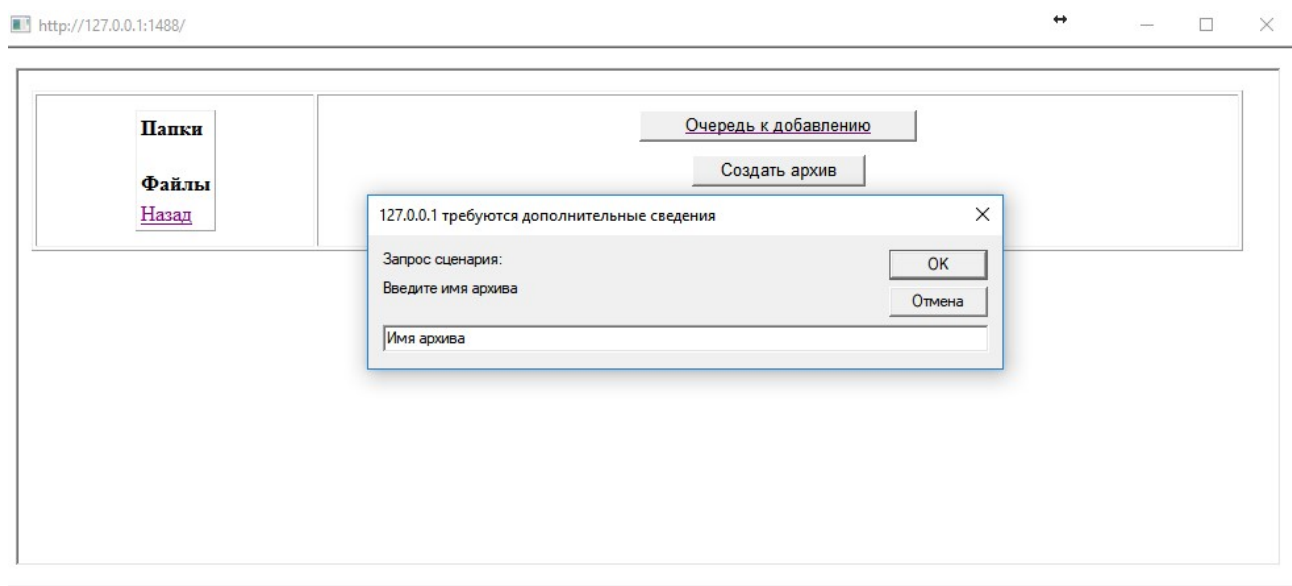 http://127.0.0.1:1488/
Папки
Файлы
Назад
Очередь к добавлению
Создать архив
127.0.0.1 требуются дополнительные сведения
Запрос сценария:
Введите имя архива
OK
Отмена
Имя архива